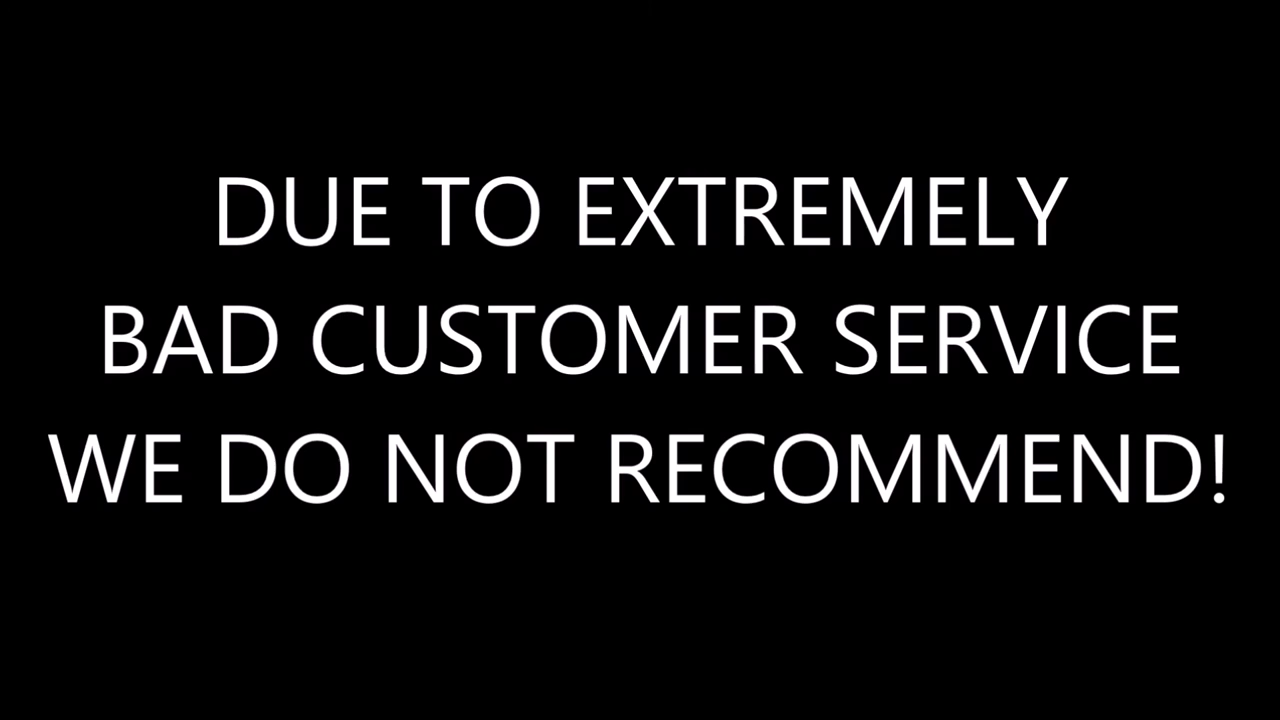 DUE TO EXTREMELY
BAD CUSTOMER SERVICE
WE DO NOT RECOMMEND!